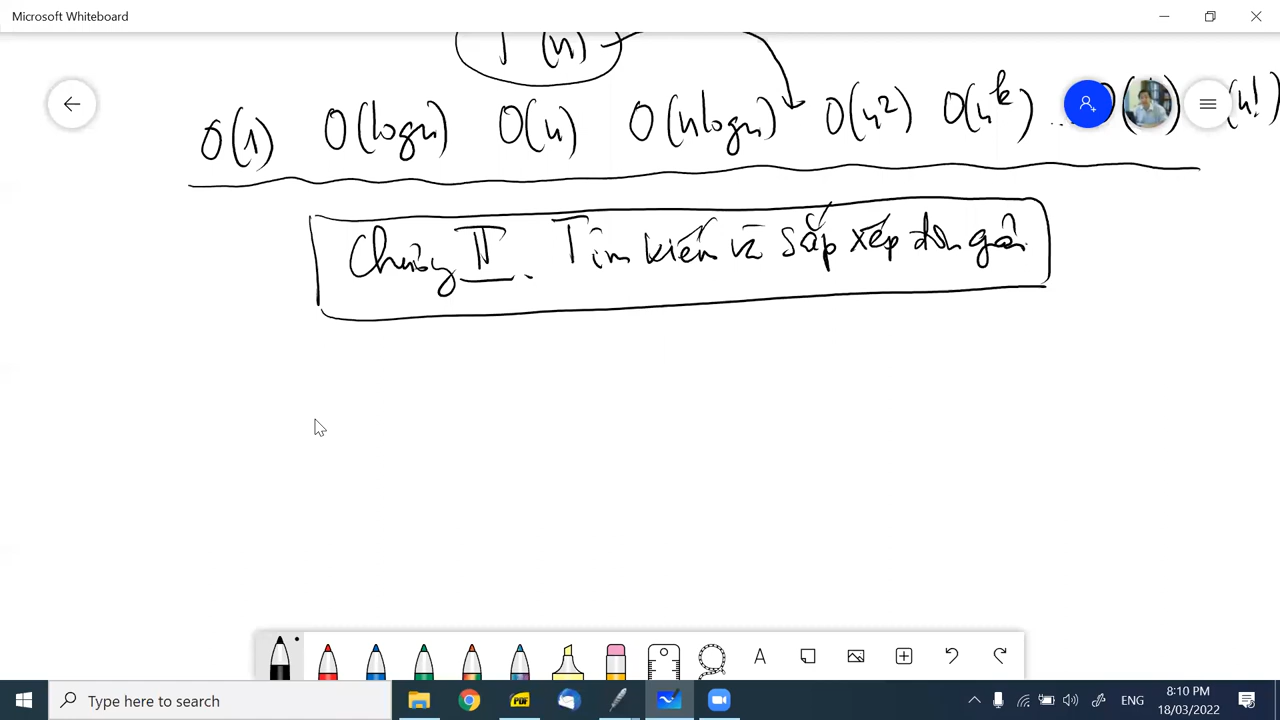 Microsoft Whiteboard
T(n)
O(1) O(logn) O(n) O(nlogn) O(n²) O(n^k) ... (n!)
Chương II. Tìm kiếm và sắp xếp đơn giản
A
Type here to search
PDF
ENG
8:10 PM
18/03/2022